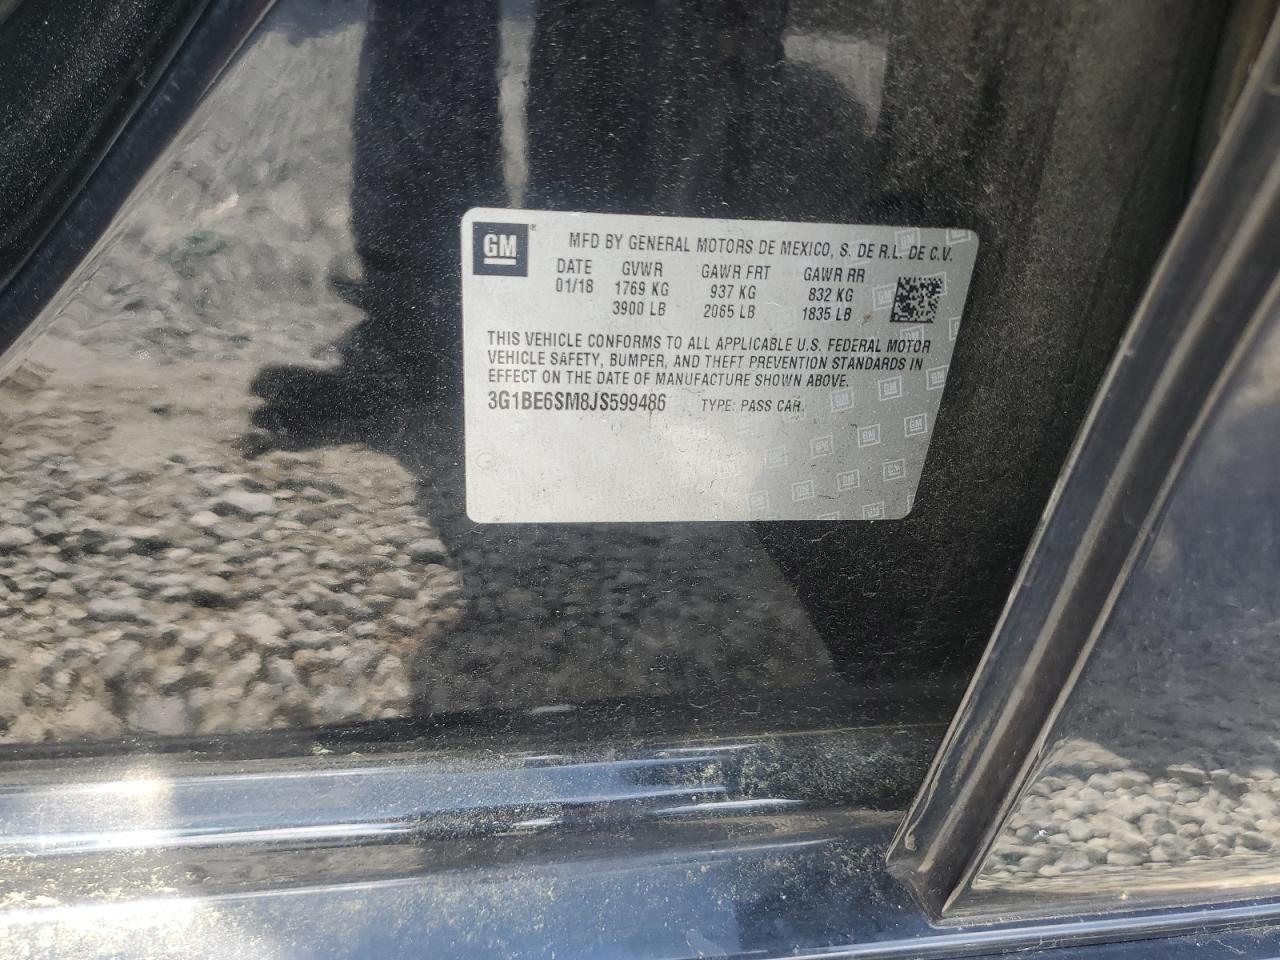 GM® MFD BY GENERAL MOTORS DE MEXICO, S. DE R.L. DE C.V.
DATE GVWR GAWR FRT GAWR RR
01/18 1769 KG 937 KG 832 KG
3900 LB 2065 LB 1835 LB
THIS VEHICLE CONFORMS TO ALL APPLICABLE U.S. FEDERAL MOTOR
VEHICLE SAFETY, BUMPER, AND THEFT PREVENTION STANDARDS IN
EFFECT ON THE DATE OF MANUFACTURE SHOWN ABOVE.
3G1BE6SM8JS599486 TYPE: PASS CAR.